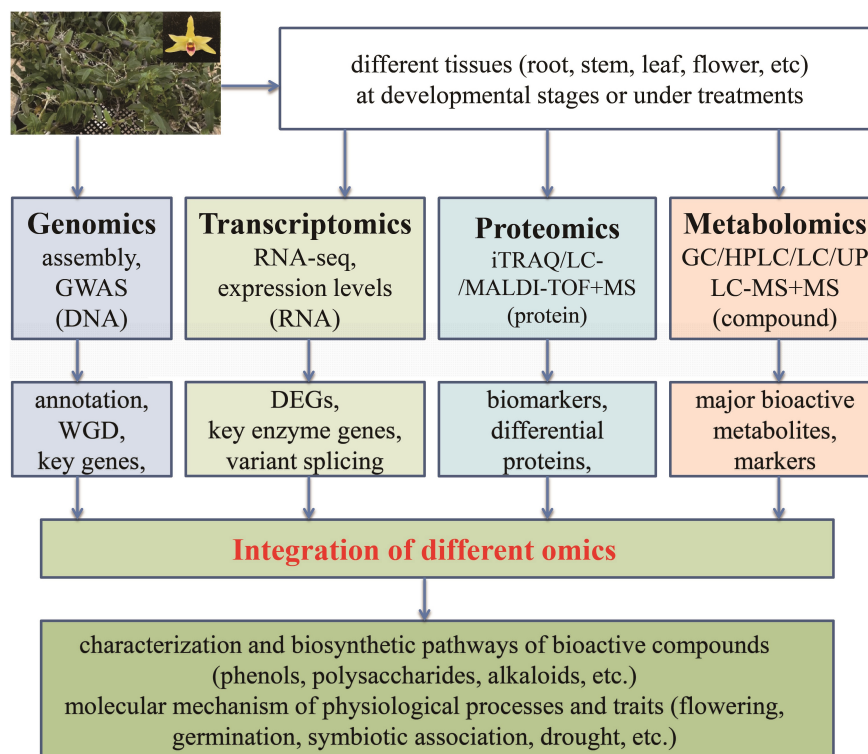 different tissues (root, stem, leaf, flower, etc)
at developmental stages or under treatments
Genomics
assembly,
GWAS
(DNA)
Transcriptomics
RNA-seq,
expression levels
(RNA)
Proteomics
iTRAQ/LC-
/MALDI-TOF+MS
(protein)
Metabolomics
GC/HPLC/LC/UP
LC-MS+MS
(compound)
annotation,
WGD,
key genes,
DEGs,
key enzyme genes,
variant splicing
biomarkers,
differential
proteins,
major bioactive
metabolites,
markers
Integration of different omics
characterization and biosynthetic pathways of bioactive compounds
(phenols, polysaccharides, alkaloids, etc.)
molecular mechanism of physiological processes and traits (flowering,
germination, symbiotic association, drought, etc.)